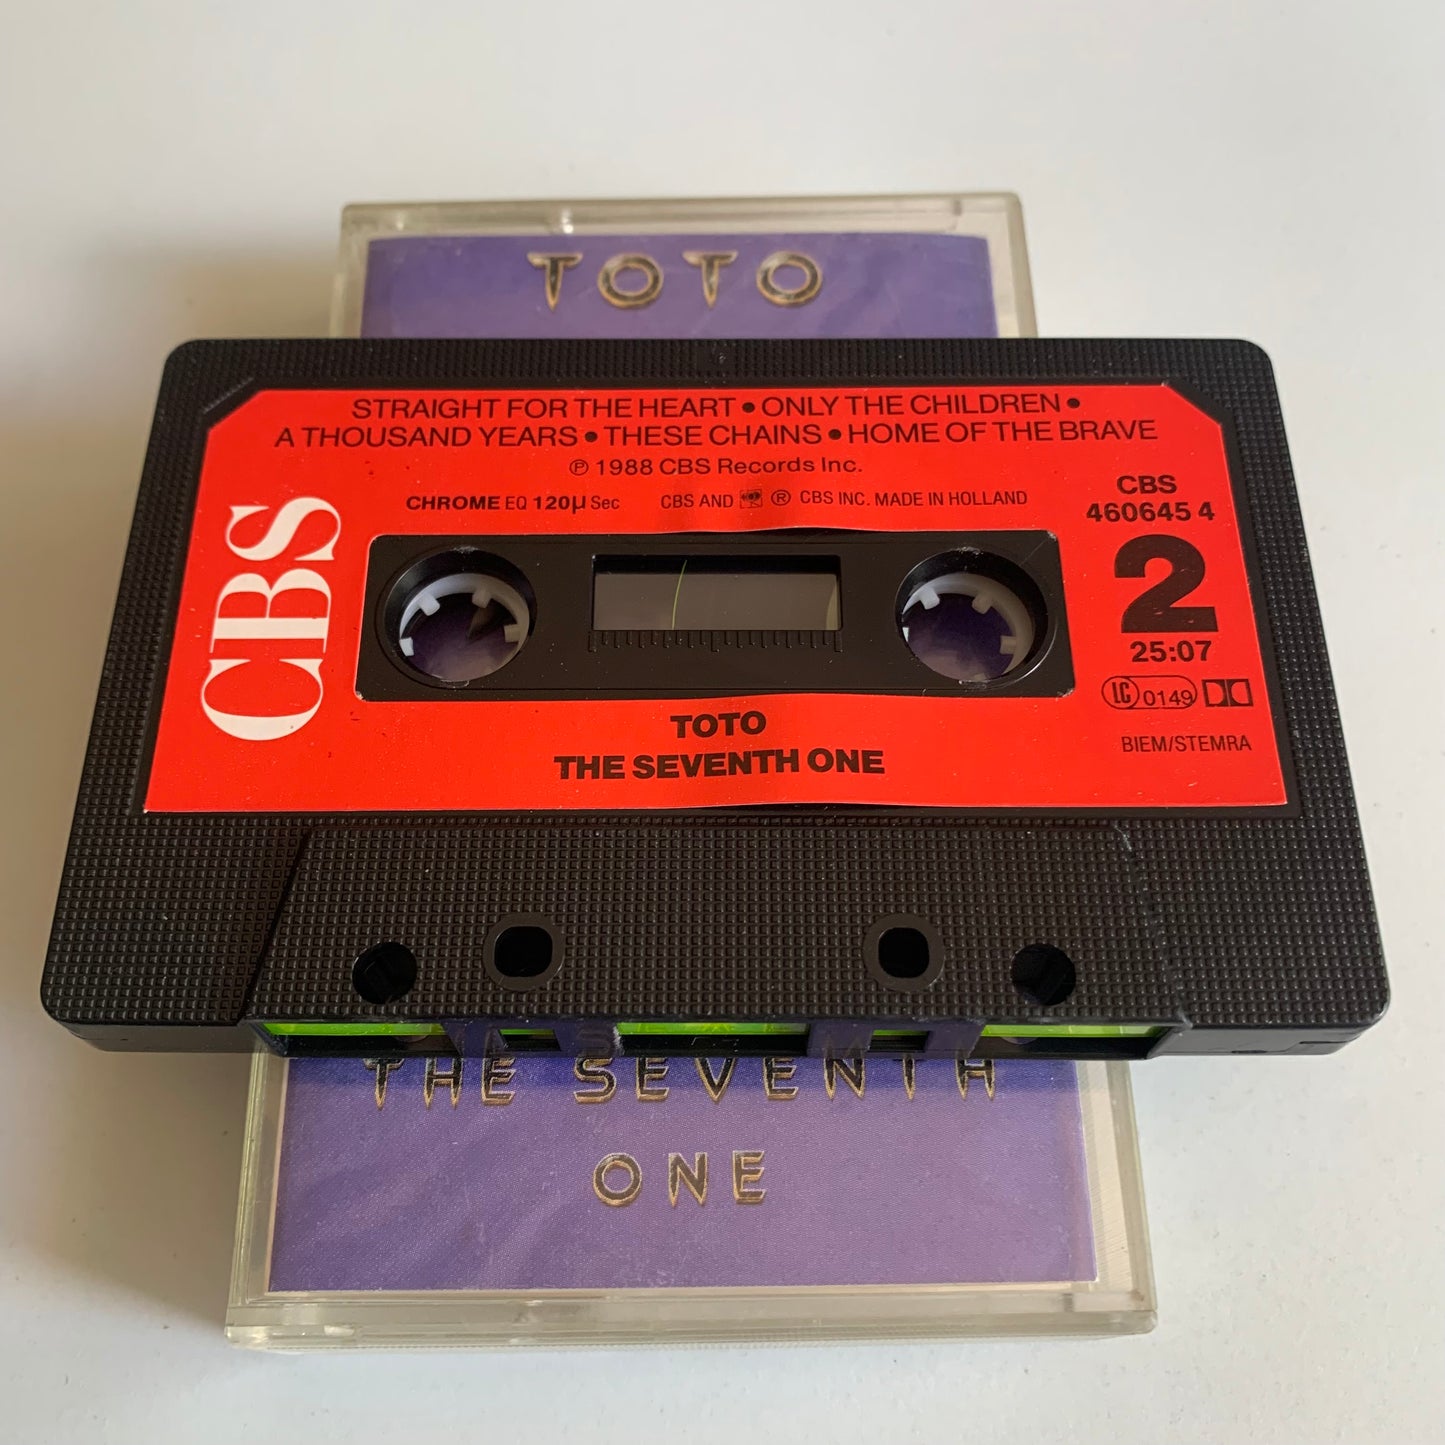 TOTO
STRAIGHT FOR THE HEART • ONLY THE CHILDREN •
A THOUSAND YEARS • THESE CHAINS • HOME OF THE BRAVE
℗ 1988 CBS Records Inc.
CHROME EQ 120µ Sec CBS AND ® CBS INC. MADE IN HOLLAND
CBS
460645 4
2
25:07
LC 0149
BIEM/STEMRA
CBS
TOTO
THE SEVENTH ONE
THE SEVENTH
ONE